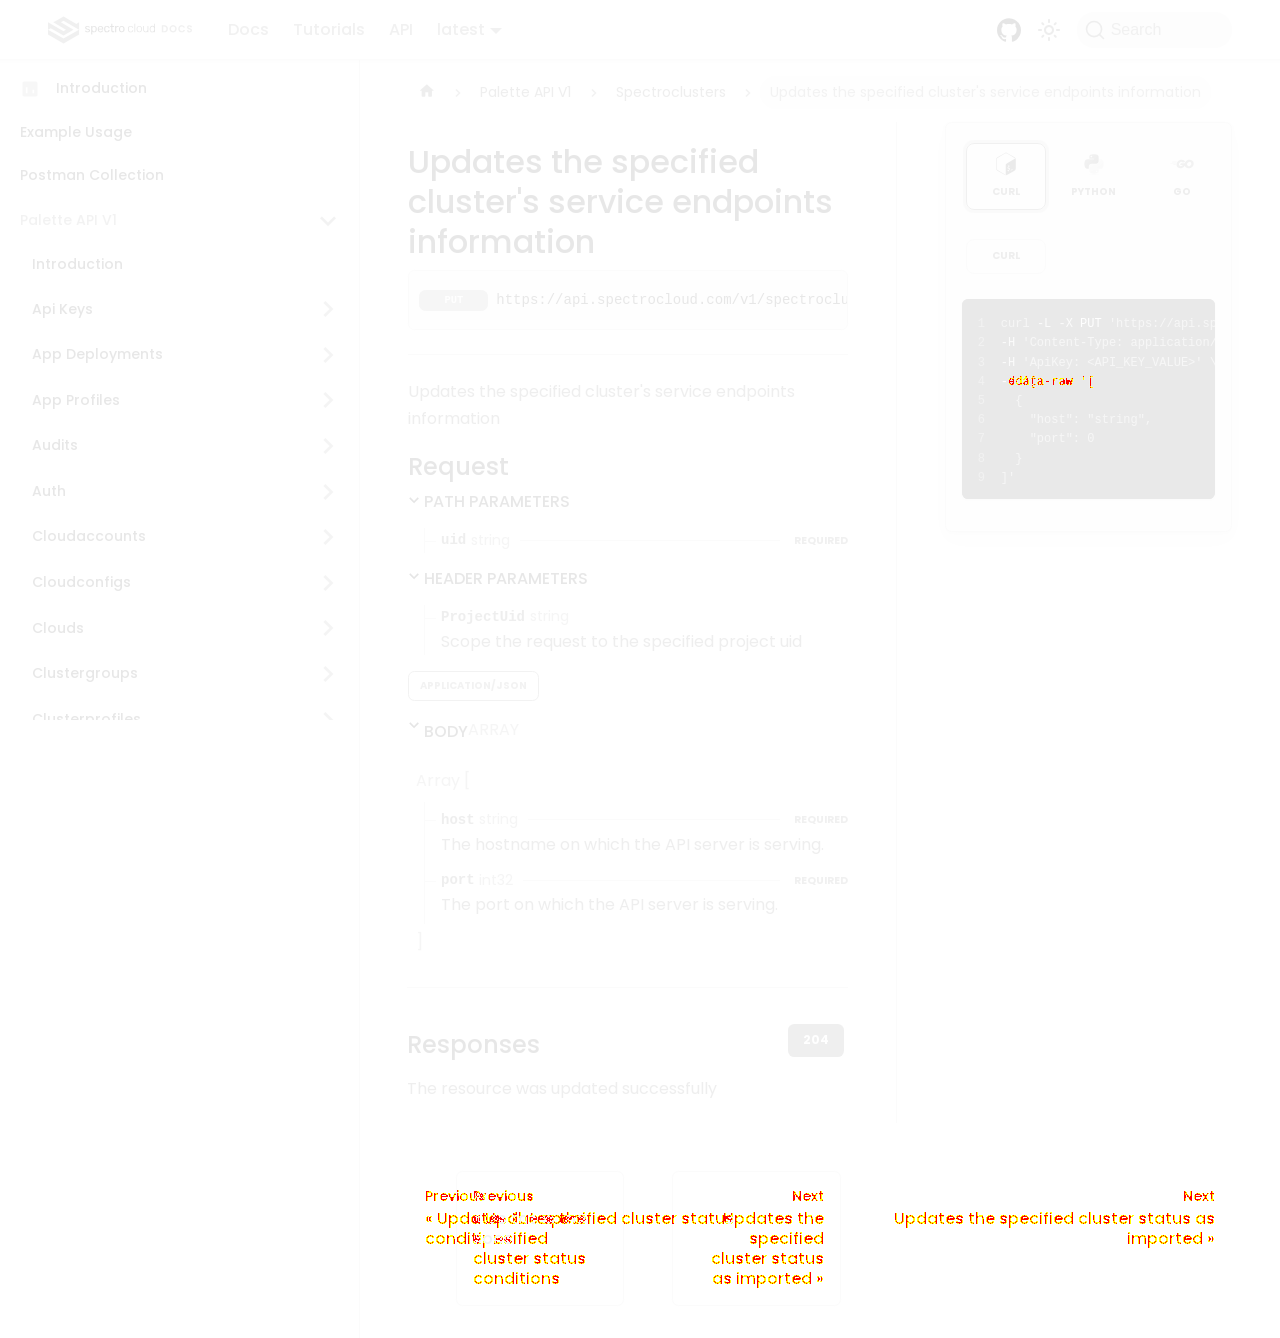 spectro cloud DOCS Docs Tutorials API latest Search
Introduction
Example Usage
Postman Collection
Palette API V1
Introduction
Api Keys
App Deployments
App Profiles
Audits
Auth
Cloudaccounts
Cloudconfigs
Clouds
Clustergroups
Clusterprofiles
Palette API V1 Spectroclusters Updates the specified cluster's service endpoints information
Updates the specified
cluster's service endpoints
information
PUT https://api.spectrocloud.com/v1/spectroclu
Updates the specified cluster's service endpoints
information
Request
PATH PARAMETERS
uid string REQUIRED
HEADER PARAMETERS
ProjectUid string
Scope the request to the specified project uid
APPLICATION/JSON
BODY ARRAY
Array [
host string REQUIRED
The hostname on which the API server is serving.
port int32 REQUIRED
The port on which the API server is serving.
]
Responses
204
The resource was updated successfully
CURL PYTHON GO
CURL
1 curl -L -X PUT 'https://api.sp
2 -H 'Content-Type: application/
3 -H 'ApiKey: <API_KEY_VALUE>' \
4 data-raw '[
5 {
6 "host": "string",
7 "port": 0
8 }
9 ]'
Previous
Previous
cluster status
conditions
Next
Updates the
specified
cluster status
as imported »
Next
Updates the specified cluster status as
imported »